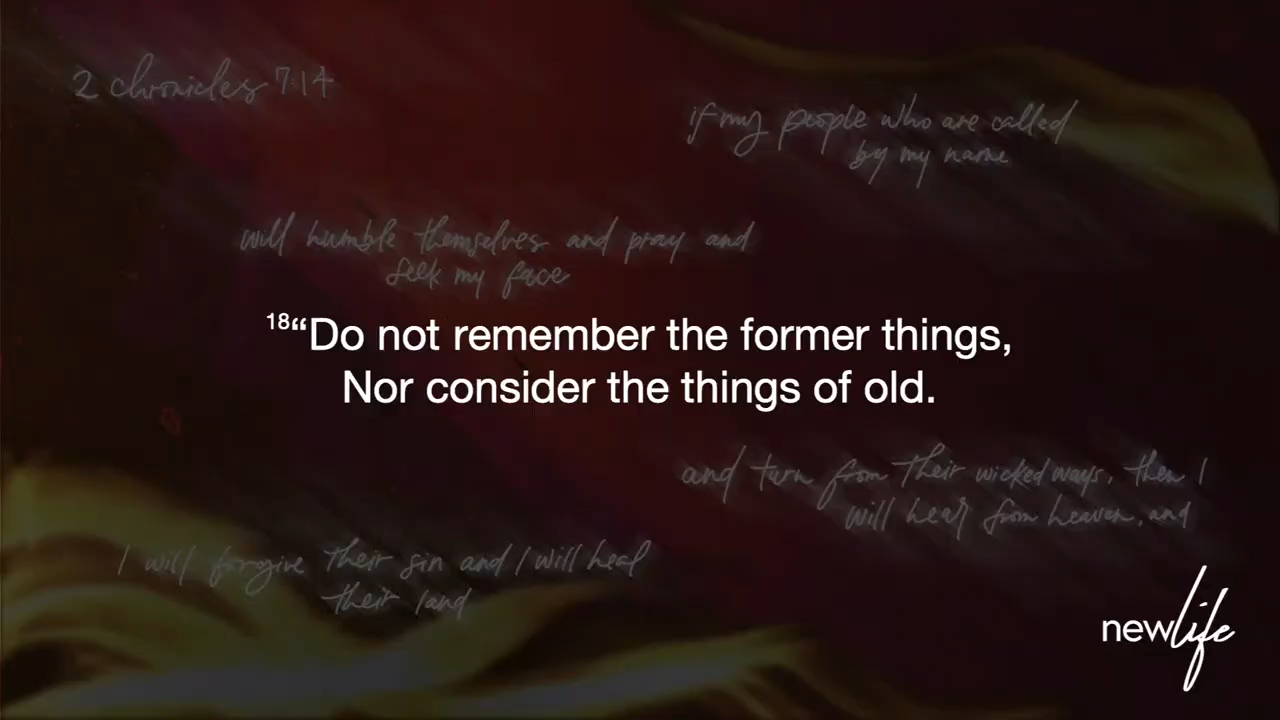 2 chronicles 7:14
if my people who are called
by my name
will humble themselves and pray and
seek my face
18“Do not remember the former things,
Nor consider the things of old.
and turn from their wicked ways, then I
will hear from heaven, and
I will forgive their sin and I will heal
their land
newlife